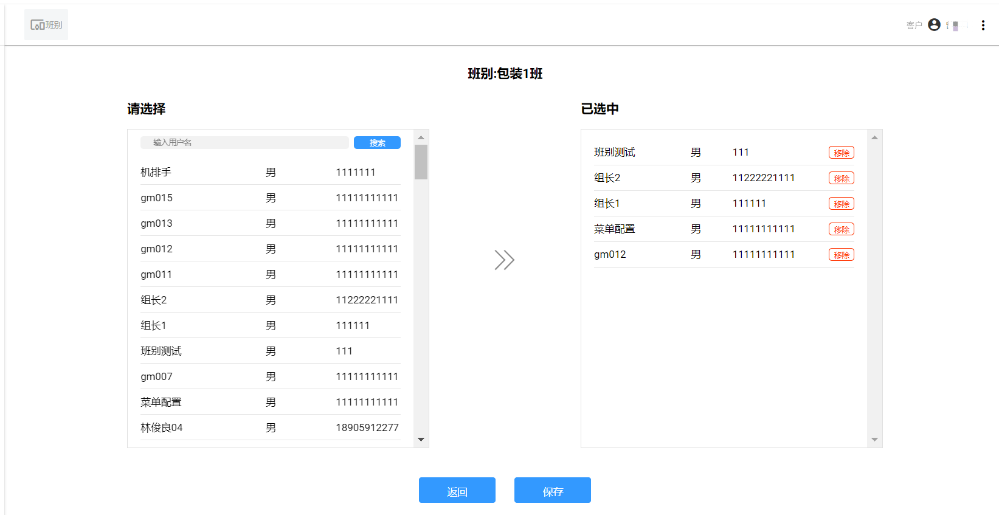 班别
客户
班别:包装1班
请选择
已选中
输入用户名 搜索
机排手 男 1111111
gm015 男 11111111111
gm013 男 11111111111
gm012 男 11111111111
gm011 男 11111111111
组长2 男 11222221111
组长1 男 111111
班别测试 男 111
gm007 男 11111111111
菜单配置 男 11111111111
林俊良04 男 18905912277
班别测试 男 111 移除
组长2 男 11222221111 移除
组长1 男 111111 移除
菜单配置 男 11111111111 移除
gm012 男 11111111111 移除
返回 保存